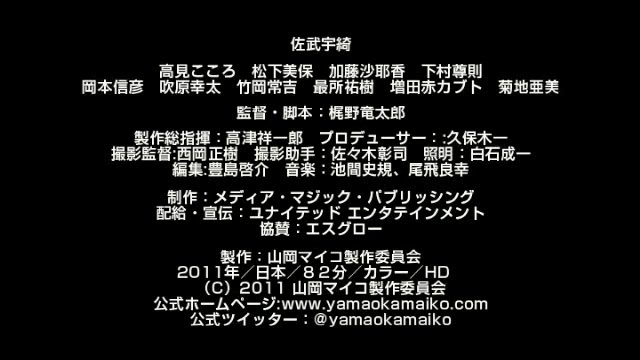 佐武宇綺
高見こころ　松下美保　加藤沙耶香　下村尊則
岡本信彦　吹原幸太　竹岡常吉　最所祐樹　増田赤カブト　菊地亜美
監督・脚本：梶野竜太郎
製作総指揮：高津祥一郎　プロデューサー：:久保木一
撮影監督:西岡正樹　撮影助手：佐々木彰司　照明：白石成一
編集:豊島啓介　音楽：池間史規、尾飛良幸
制作：メディア・マジック・パブリッシング
配給・宣伝：ユナイテッド エンタテインメント
協賛：エスグロー
製作：山岡マイコ製作委員会
2011年／日本／８２分／カラー／HD
（C）2011 山岡マイコ製作委員会
公式ホームページ:www.yamaokamaiko.com
公式ツイッター：@yamaokamaiko